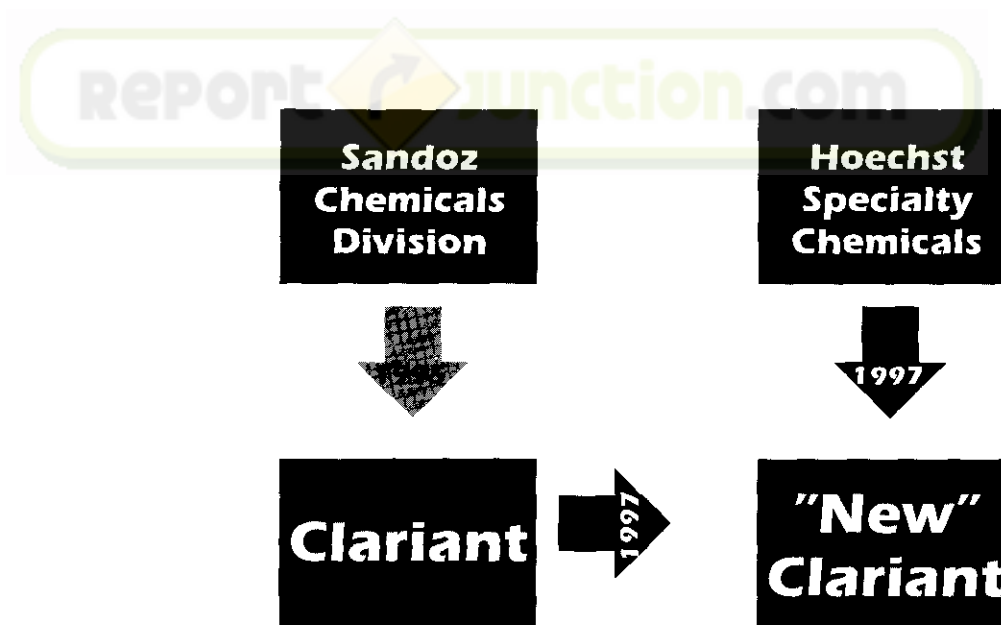 Report Junction.com
Sandoz
Chemicals
Division
Hoechst
Specialty
Chemicals
1997
Clariant
1997
"New"
Clariant